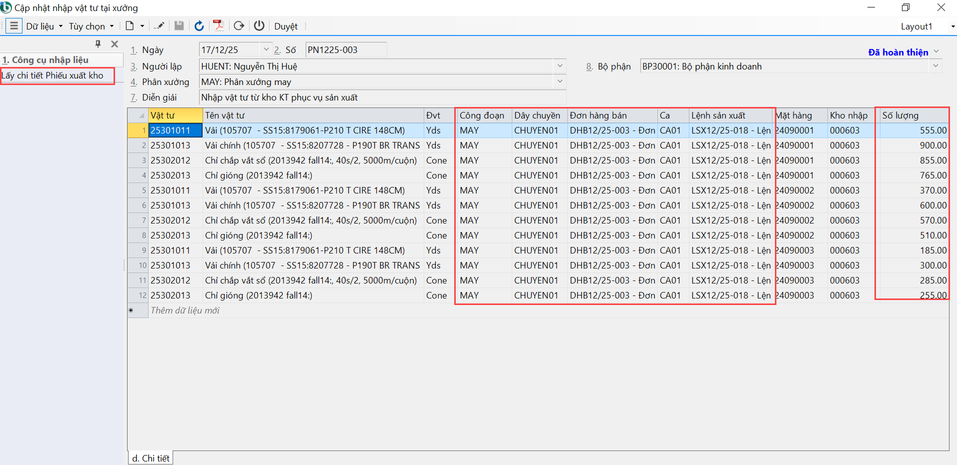 Cập nhật nhập vật tư tại xưởng
Dữ liệu Tùy chọn Duyệt Layout1
1. Công cụ nhập liệu
Lấy chi tiết Phiếu xuất kho
1. Ngày 17/12/25 2. Số PN1225-003 Đã hoàn thiện
3. Người lập HUENT: Nguyễn Thị Huệ 8. Bộ phận BP30001: Bộ phận kinh doanh
4. Phân xưởng MAY: Phân xưởng may
7. Diễn giải Nhập vật tư từ kho KT phục vụ sản xuất
Vật tư Tên vật tư Đvt Công đoạn Dây chuyền Đơn hàng bán Ca Lệnh sản xuất Mặt hàng Kho nhập Số lượng
1 25301011 Vải (105707 - SS15:8179061-P210 T CIRE 148CM) Yds MAY CHUYEN01 DHB12/25-003 - Đơn CA01 LSX12/25-018 - Lện 24090001 000603 555.00
2 25301013 Vải chính (105707 - SS15:8207728 - P190T BR TRANS Yds MAY CHUYEN01 DHB12/25-003 - Đơn CA01 LSX12/25-018 - Lện 24090001 000603 900.00
3 25302012 Chỉ chắp vắt sổ (2013942 fall14:, 40s/2, 5000m/cuộn) Cone MAY CHUYEN01 DHB12/25-003 - Đơn CA01 LSX12/25-018 - Lện 24090001 000603 855.00
4 25302013 Chỉ gióng (2013942 fall14:) Cone MAY CHUYEN01 DHB12/25-003 - Đơn CA01 LSX12/25-018 - Lện 24090001 000603 765.00
5 25301011 Vải (105707 - SS15:8179061-P210 T CIRE 148CM) Yds MAY CHUYEN01 DHB12/25-003 - Đơn CA01 LSX12/25-018 - Lện 24090002 000603 370.00
6 25301013 Vải chính (105707 - SS15:8207728 - P190T BR TRANS Yds MAY CHUYEN01 DHB12/25-003 - Đơn CA01 LSX12/25-018 - Lện 24090002 000603 600.00
7 25302012 Chỉ chắp vắt sổ (2013942 fall14:, 40s/2, 5000m/cuộn) Cone MAY CHUYEN01 DHB12/25-003 - Đơn CA01 LSX12/25-018 - Lện 24090002 000603 570.00
8 25302013 Chỉ gióng (2013942 fall14:) Cone MAY CHUYEN01 DHB12/25-003 - Đơn CA01 LSX12/25-018 - Lện 24090002 000603 510.00
9 25301011 Vải (105707 - SS15:8179061-P210 T CIRE 148CM) Yds MAY CHUYEN01 DHB12/25-003 - Đơn CA01 LSX12/25-018 - Lện 24090003 000603 185.00
10 25301013 Vải chính (105707 - SS15:8207728 - P190T BR TRANS Yds MAY CHUYEN01 DHB12/25-003 - Đơn CA01 LSX12/25-018 - Lện 24090003 000603 300.00
11 25302012 Chỉ chắp vắt sổ (2013942 fall14:, 40s/2, 5000m/cuộn) Cone MAY CHUYEN01 DHB12/25-003 - Đơn CA01 LSX12/25-018 - Lện 24090003 000603 285.00
12 25302013 Chỉ gióng (2013942 fall14:) Cone MAY CHUYEN01 DHB12/25-003 - Đơn CA01 LSX12/25-018 - Lện 24090003 000603 255.00
Thêm dữ liệu mới
d. Chi tiết